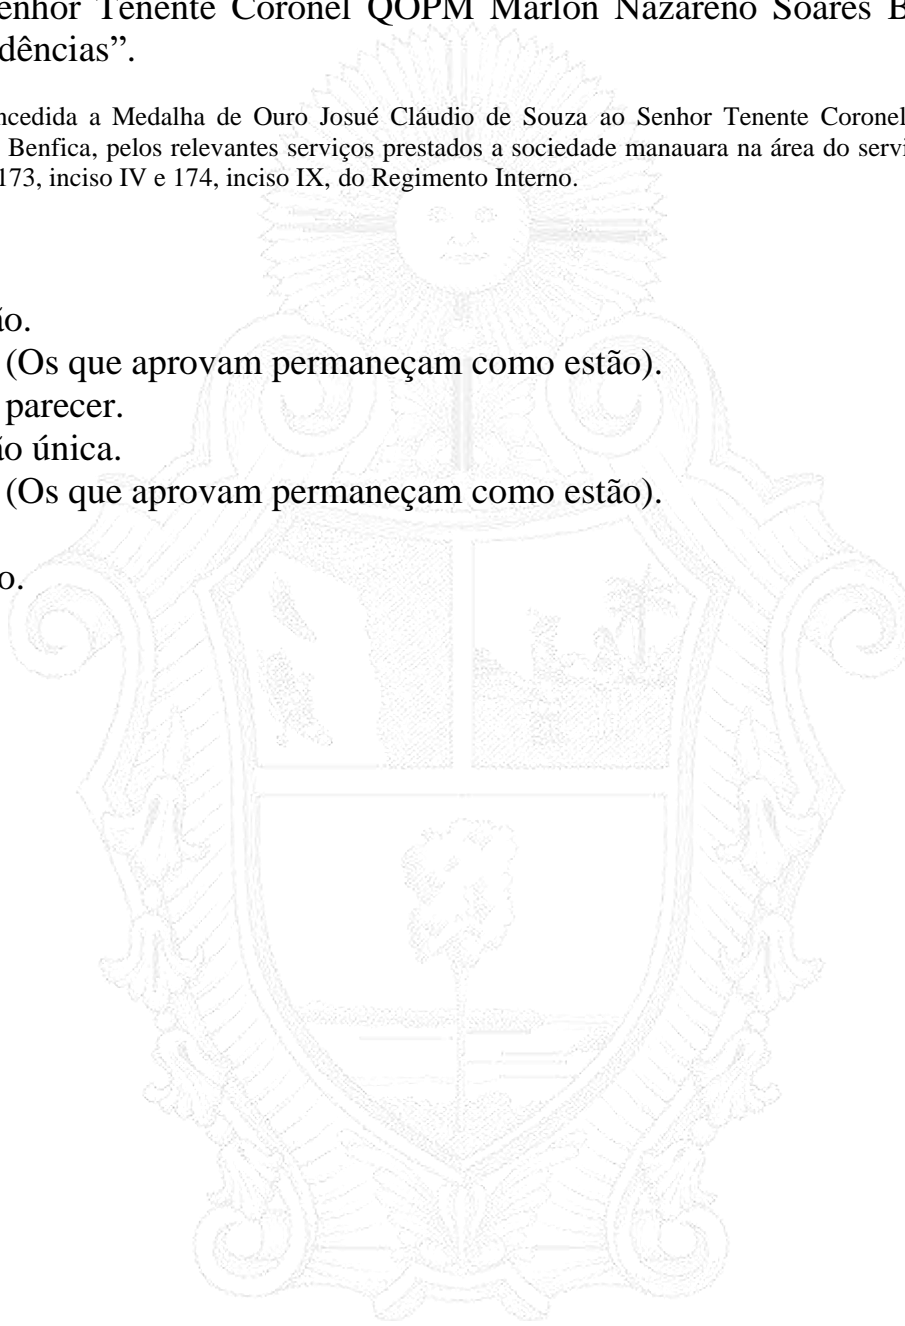 enhor Tenente Coronel QOPM Marlon Nazareno Soares B
dências”.
ncedida a Medalha de Ouro Josué Cláudio de Souza ao Senhor Tenente Coronel
Benfica, pelos relevantes serviços prestados a sociedade manauara na área do servi
173, inciso IV e 174, inciso IX, do Regimento Interno.
ão.
(Os que aprovam permaneçam como estão).
parecer.
ão única.
(Os que aprovam permaneçam como estão).
o.